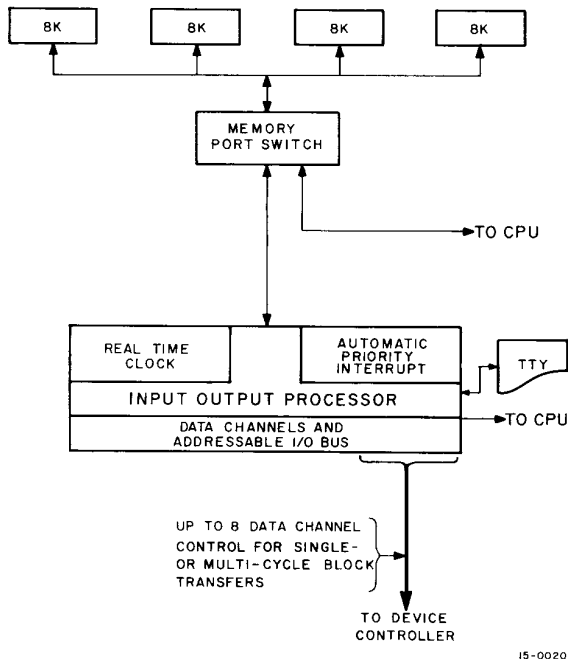 8K
8K
8K
8K
MEMORY
PORT SWITCH
TO CPU
REAL TIME
CLOCK
AUTOMATIC
PRIORITY
INTERRUPT
TTY
INPUT OUTPUT PROCESSOR
TO CPU
DATA CHANNELS AND
ADDRESSABLE I/O BUS
UP TO 8 DATA CHANNEL
CONTROL FOR SINGLE-
OR MULTI-CYCLE BLOCK
TRANSFERS
TO DEVICE
CONTROLLER
15-0020